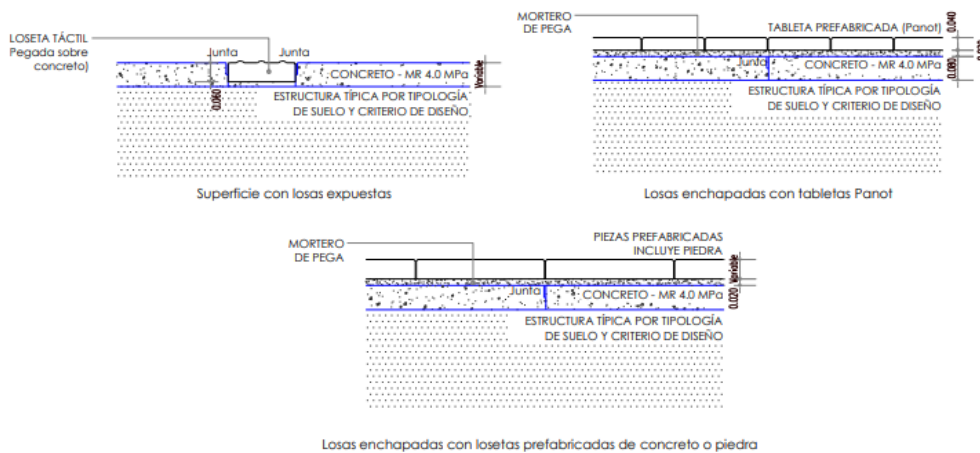 LOSETA TÁCTIL
Pegada sobre
concreto)
Junta
Junta
CONCRETO - MR 4.0 MPa
Variable
0.060
ESTRUCTURA TÍPICA POR TIPOLOGÍA
DE SUELO Y CRITERIO DE DISEÑO
Superficie con losas expuestas
MORTERO
DE PEGA
TABLETA PREFABRICADA (Panot)
0.040
Junta
CONCRETO - MR 4.0 MPa
0.080
ESTRUCTURA TÍPICA POR TIPOLOGÍA
DE SUELO Y CRITERIO DE DISEÑO
Losas enchapadas con tabletas Panot
MORTERO
DE PEGA
PIEZAS PREFABRICADAS
INCLUYE PIEDRA
Variable
0.020
Junta
CONCRETO - MR 4.0 MPa
ESTRUCTURA TÍPICA POR TIPOLOGÍA
DE SUELO Y CRITERIO DE DISEÑO
Losas enchapadas con losetas prefabricadas de concreto o piedra